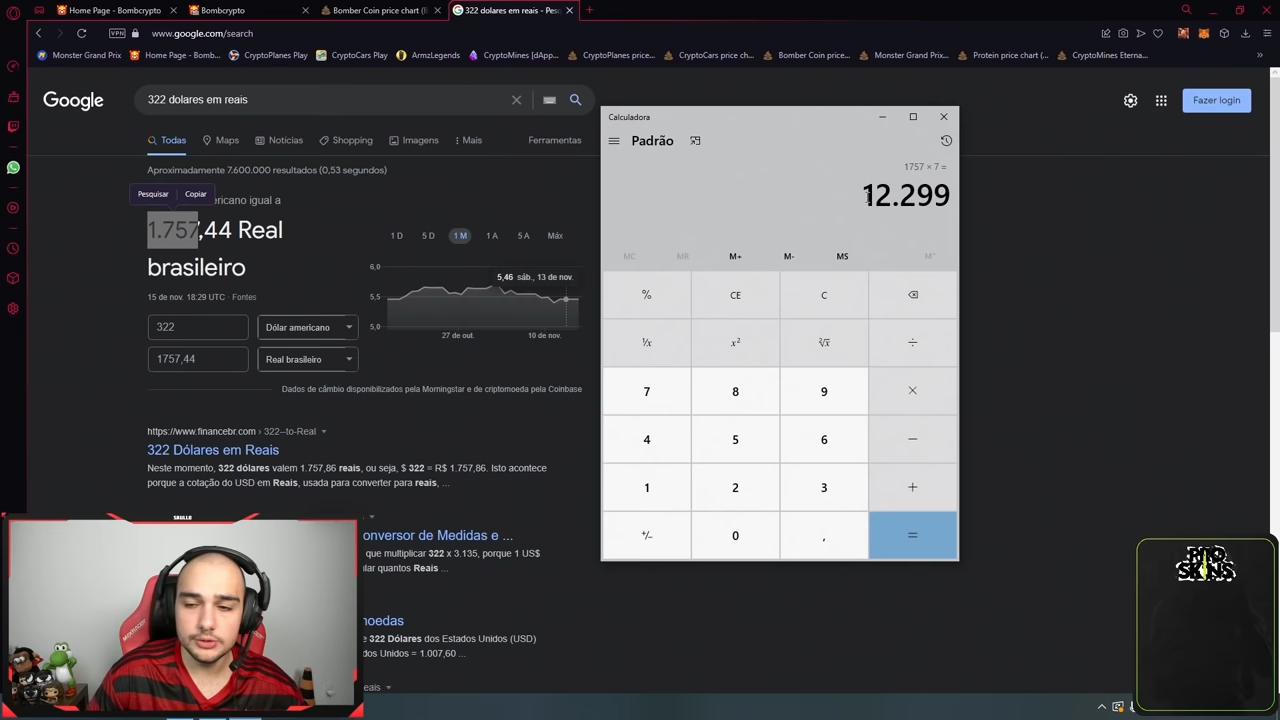 Home Page - Bombcrypto
Bombcrypto
Bomber Coin price chart (
322 dolares em reais - Pesq
VPN
www.google.com/search
Monster Grand Prix
Home Page - Bomb...
CryptoPlanes Play
CryptoCars Play
ArmzLegends
CryptoMines [dApp...
CryptoPlanes price...
CryptoCars price ch...
Bomber Coin price...
Monster Grand Prix...
Protein price chart (...
CryptoMines Eterna...
Google
322 dolares em reais
Fazer login
Todas
Maps
Notícias
Shopping
Imagens
Mais
Ferramentas
Aproximadamente 7.600.000 resultados (0,53 segundos)
Pesquisar
Copiar
ericano igual a
1.757,44 Real
brasileiro
15 de nov. 18:29 UTC · Fontes
322
Dólar americano
1757,44
Real brasileiro
1 D
5 D
1 M
1 A
5 A
Máx
6,0
5,5
5,0
5,46 sáb., 13 de nov.
27 de out.
10 de nov.
Dados de câmbio disponibilizados pela Morningstar e de criptomoeda pela Coinbase
https://www.financebr.com › 322--to-Real
322 Dólares em Reais
Neste momento, 322 dólares valem 1.757,86 reais, ou seja, $ 322 = R$ 1.757,86. Isto acontece
porque a cotação do USD em Reais, usada para converter para reais, ...
onversor de Medidas e ...
que multiplicar 322 x 3.135, porque 1 US$
lar quantos Reais ...
noedas
e 322 Dólares dos Estados Unidos (USD)
Unidos = 1.007,60 ...
eais
Calculadora
Padrão
1757 × 7 =
12.299
MC
MR
M+
M-
MS
M˅
%
CE
C
¹/x
x²
²√x
÷
7
8
9
×
4
5
6
−
1
2
3
+
+/−
0
,
=
SAULLO
BIRO
SKINS